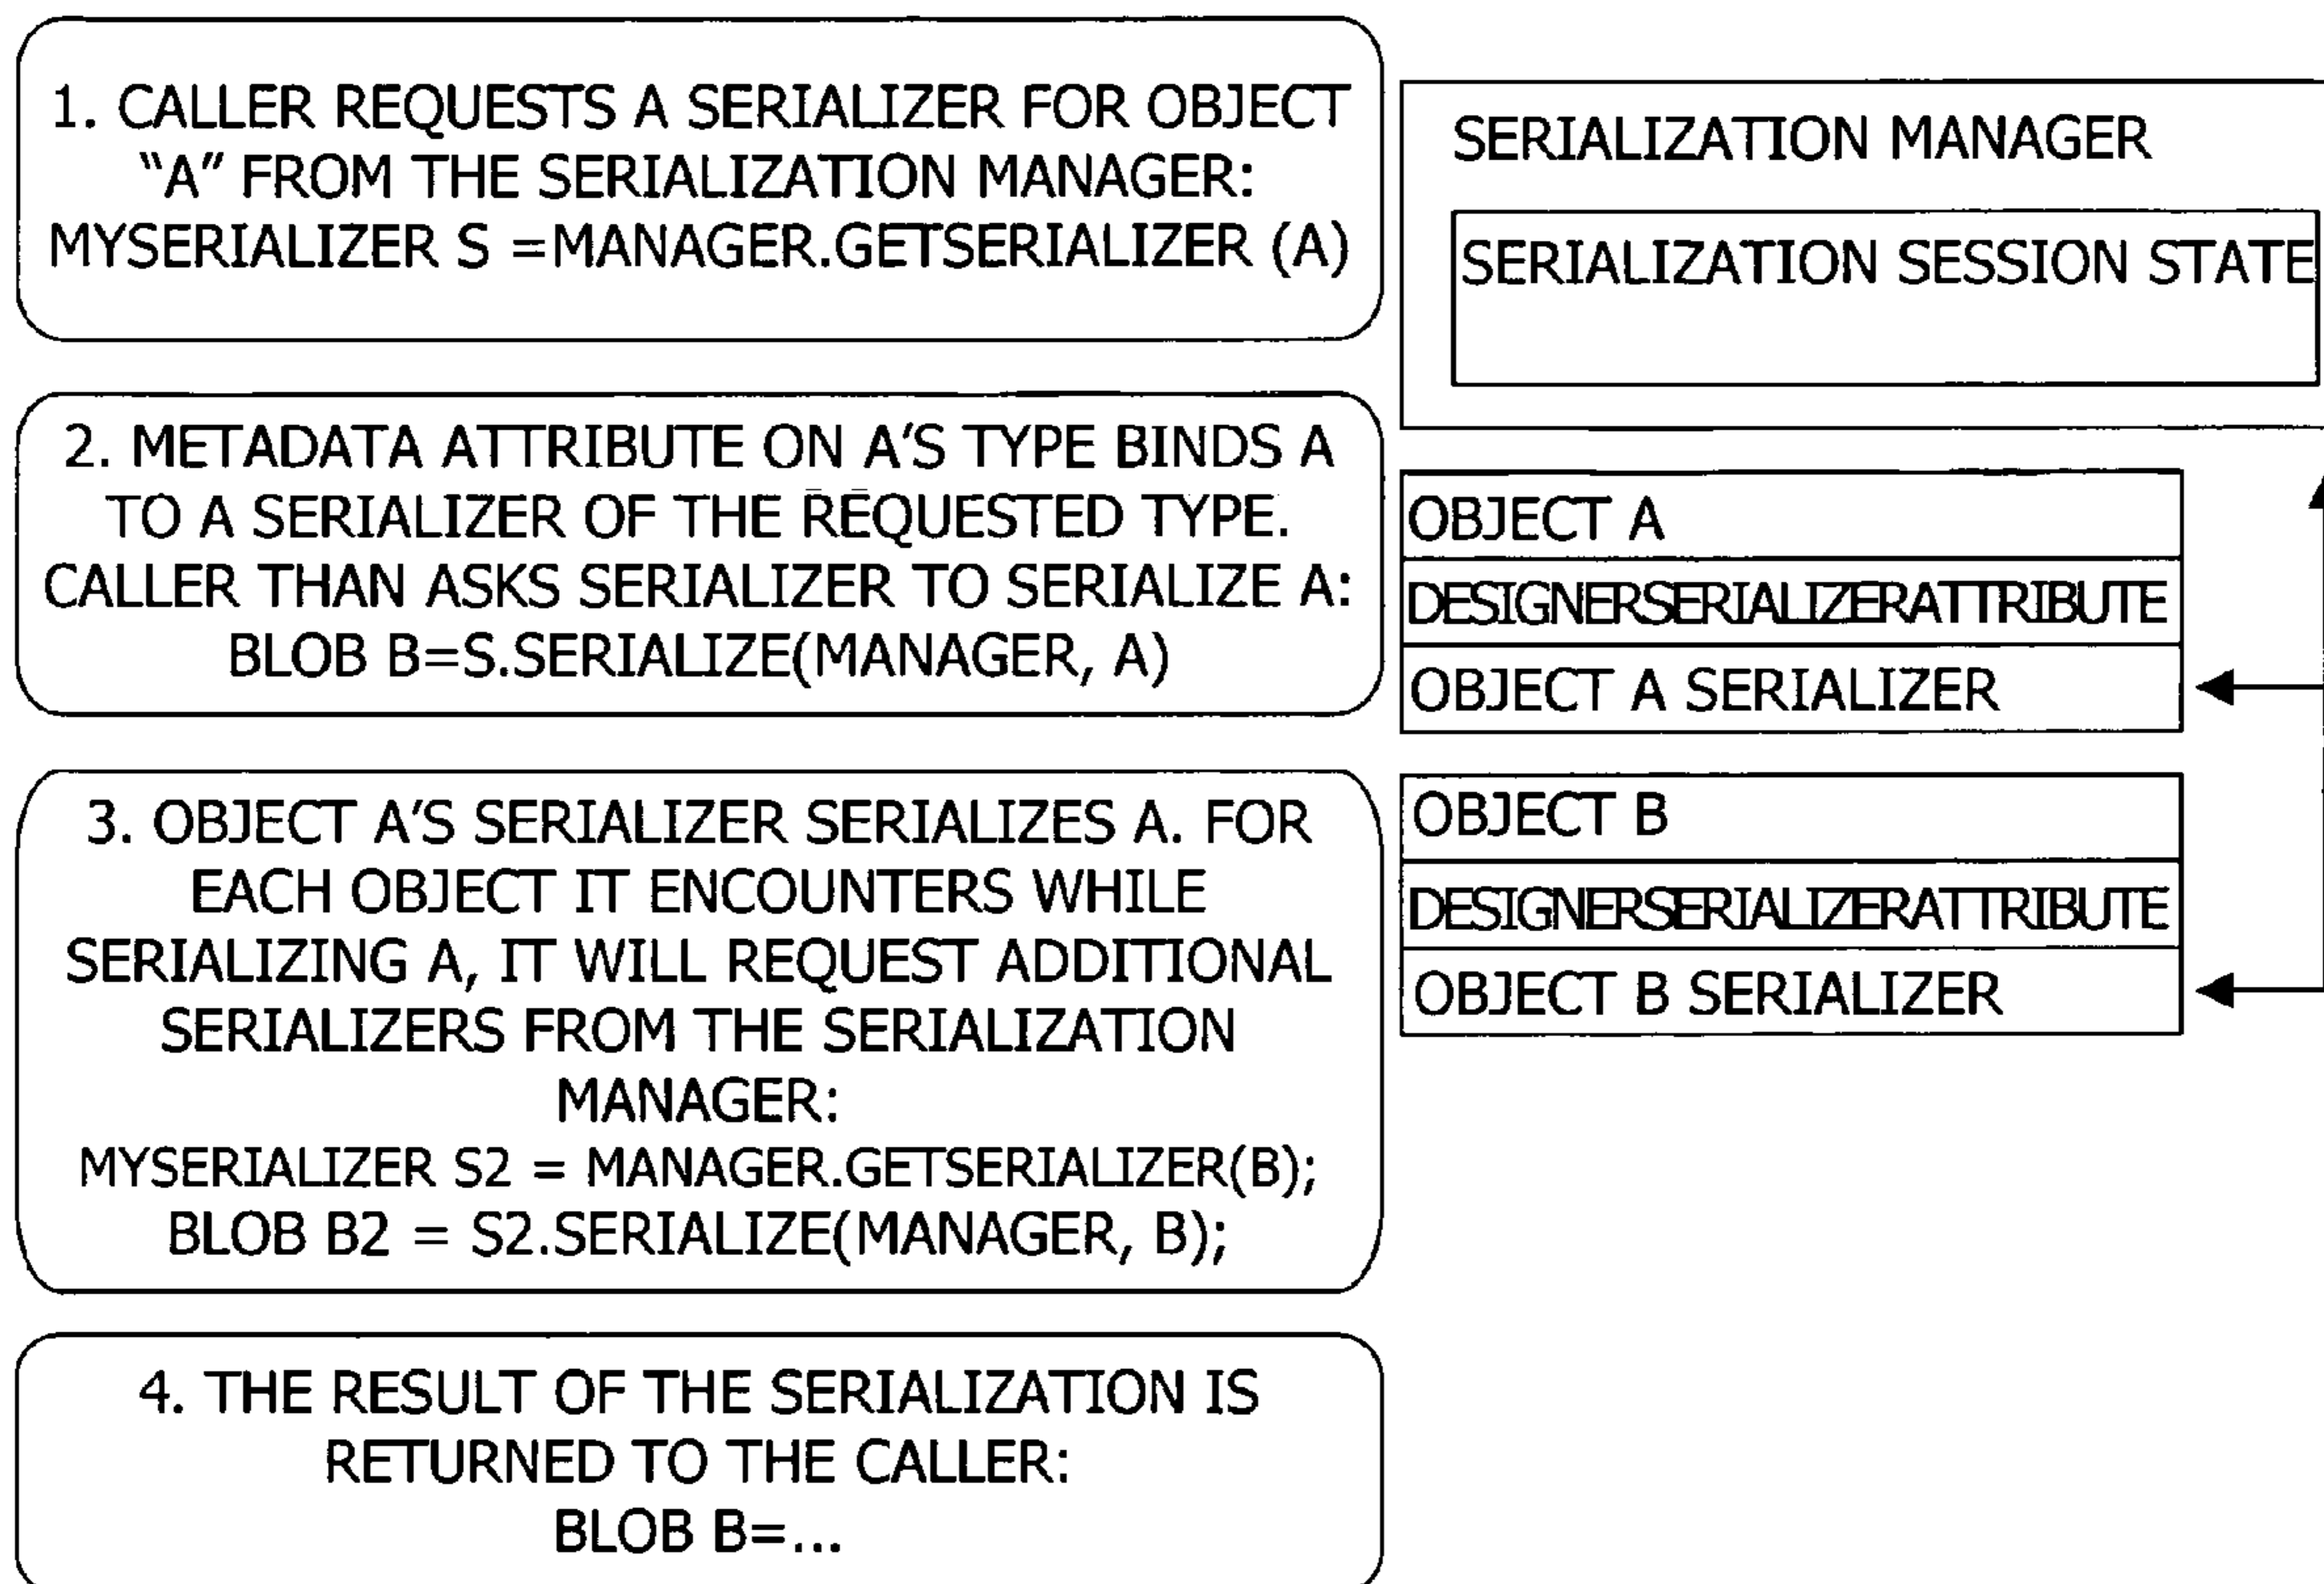 1. CALLER REQUESTS A SERIALIZER FOR OBJECT
“A” FROM THE SERIALIZATION MANAGER:
MYSERIALIZER S =MANAGER.GETSERIALIZER (A)
2. METADATA ATTRIBUTE ON A'S TYPE BINDS A
TO A SERIALIZER OF THE REQUESTED TYPE.
CALLER THAN ASKS SERIALIZER TO SERIALIZE A:
BLOB B=S.SERIALIZE(MANAGER, A)
3. OBJECT A'S SERIALIZER SERIALIZES A. FOR
EACH OBJECT IT ENCOUNTERS WHILE
SERIALIZING A, IT WILL REQUEST ADDITIONAL
SERIALIZERS FROM THE SERIALIZATION
MANAGER:
MYSERIALIZER S2 = MANAGER.GETSERIALIZER(B);
BLOB B2 = S2.SERIALIZE(MANAGER, B);
4. THE RESULT OF THE SERIALIZATION IS
RETURNED TO THE CALLER:
BLOB B=...
SERIALIZATION MANAGER
SERIALIZATION SESSION STATE
OBJECT A
DESIGNERSERIALIZERATTRIBUTE
OBJECT A SERIALIZER
OBJECT B
DESIGNERSERIALIZERATTRIBUTE
OBJECT B SERIALIZER